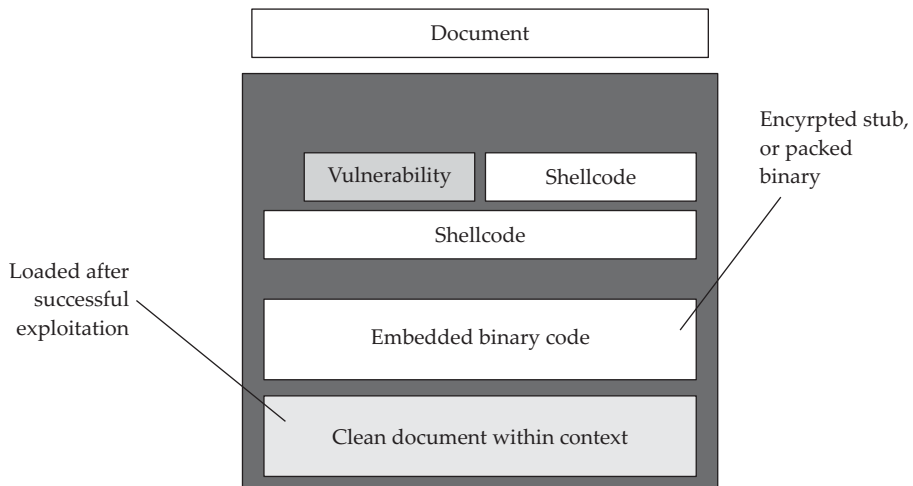 Document
Encyrpted stub,
or packed
binary
Vulnerability
Shellcode
Shellcode
Loaded after
successful
exploitation
Embedded binary code
Clean document within context